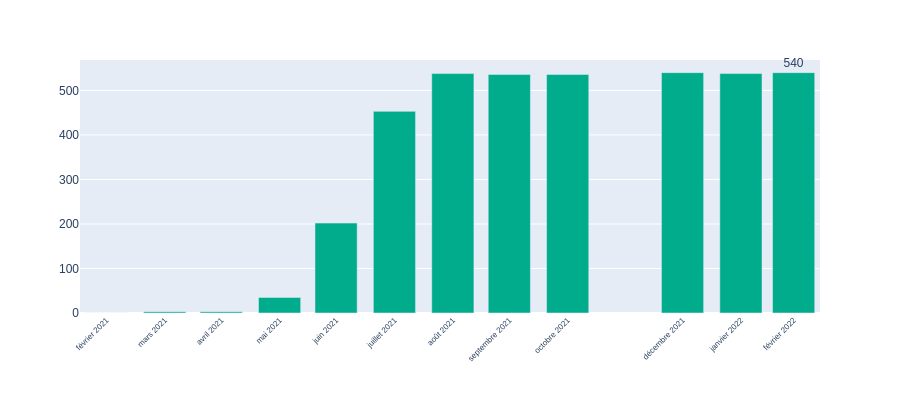 540
500
400
300
200
100
0
février 2021
mars 2021
avril 2021
mai 2021
juin 2021
juillet 2021
août 2021
septembre 2021
octobre 2021
décembre 2021
janvier 2022
février 2022